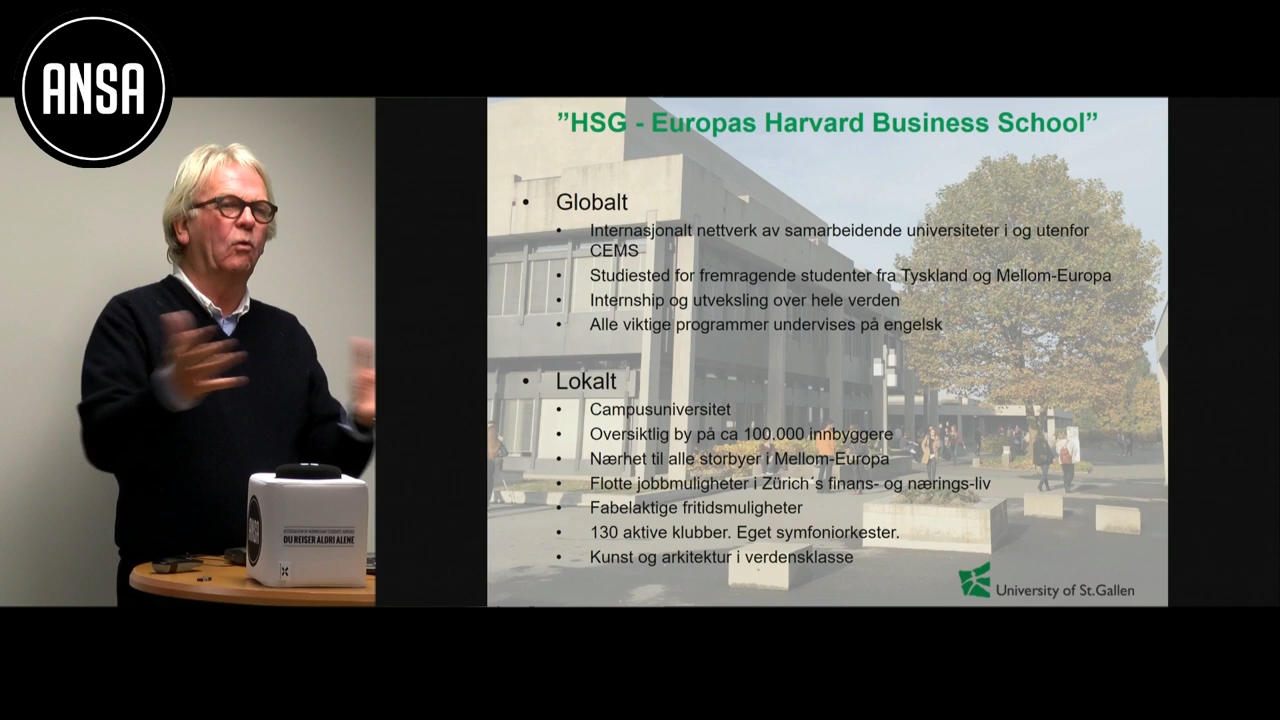 ANSA
"HSG - Europas Harvard Business School"
• Globalt
• Internasjonalt nettverk av samarbeidende universiteter i og utenfor
CEMS
• Studiested for fremragende studenter fra Tyskland og Mellom-Europa
• Internship og utveksling over hele verden
• Alle viktige programmer undervises på engelsk
• Lokalt
• Campusuniversitet
• Oversiktlig by på ca 100,000 innbyggere
• Nærhet til alle storbyer i Mellom-Europa
• Flotte jobbmuligheter i Zürich´s finans- og nærings-liv
• Fabelaktige fritidsmuligheter
• 130 aktive klubber. Eget symfoniorkester.
• Kunst og arkitektur i verdensklasse
University of St.Gallen
ANSA
DU REISER ALDRI ALENE